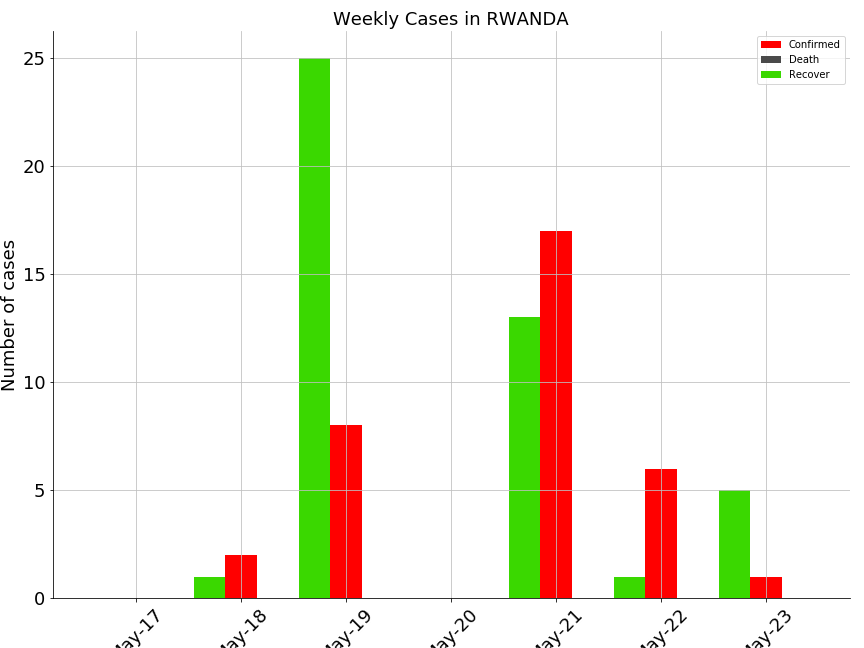 Weekly Cases in RWANDA
Confirmed
Death
Recover
Number of cases
25
20
15
10
5
0
May-17
May-18
May-19
May-20
May-21
May-22
May-23